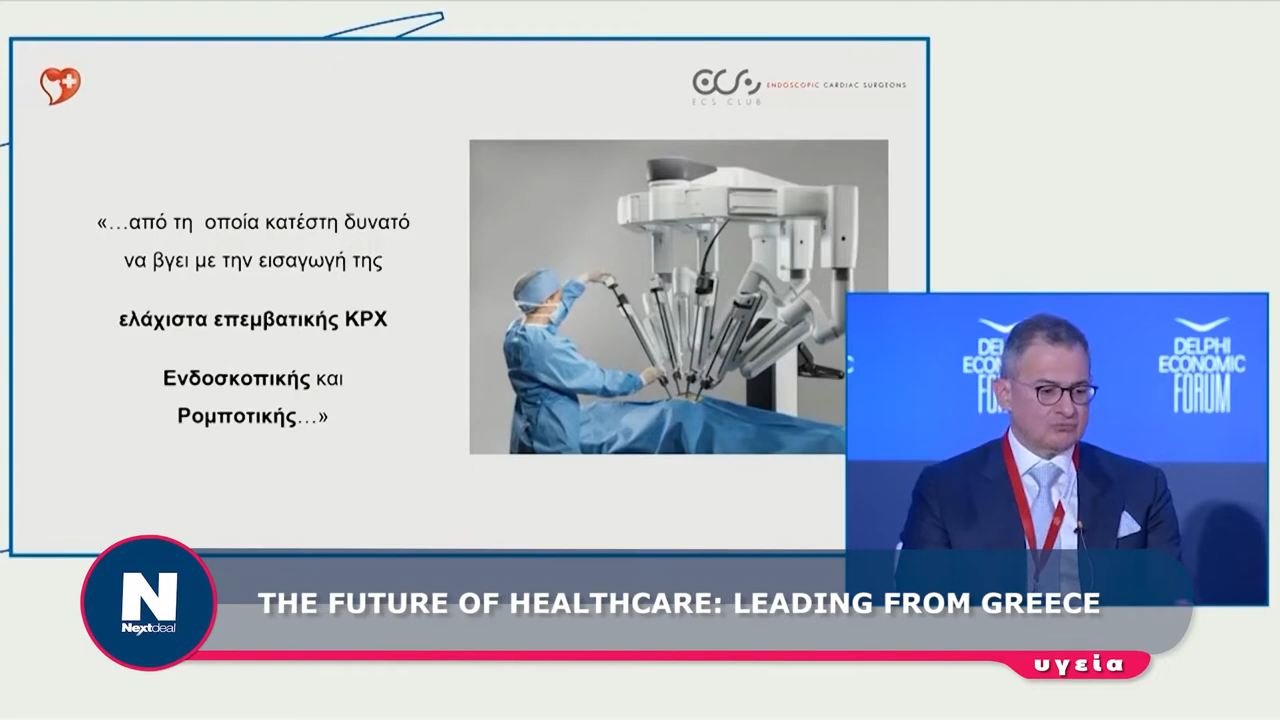 ECS ENDOSCOPIC CARDIAC SURGEONS
ECS CLUB
«…από τη οποία κατέστη δυνατό
να βγει με την εισαγωγή της
ελάχιστα επεμβατικής ΚΡΧ
Ενδοσκοπικής και
Ρομποτικής…»
DELPHI
ECONOMIC
FORUM
DELPHI
ECONOMIC
FORUM
N
Nextdeal
THE FUTURE OF HEALTHCARE: LEADING FROM GREECE
υγεία